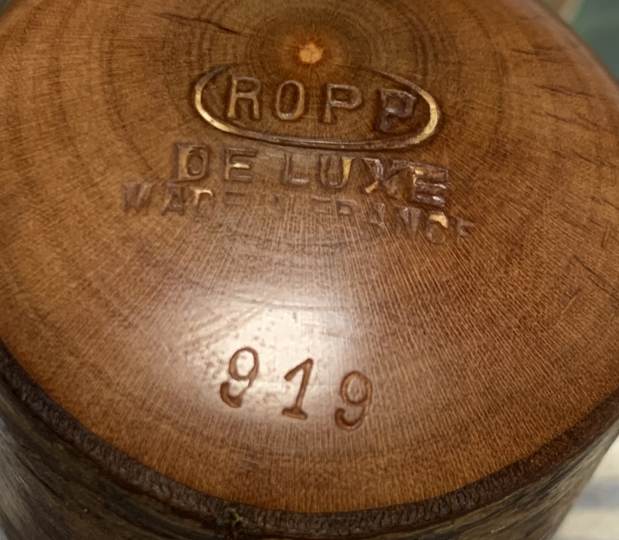 ROPP
DE LUXE
MADE IN FRANCE
919